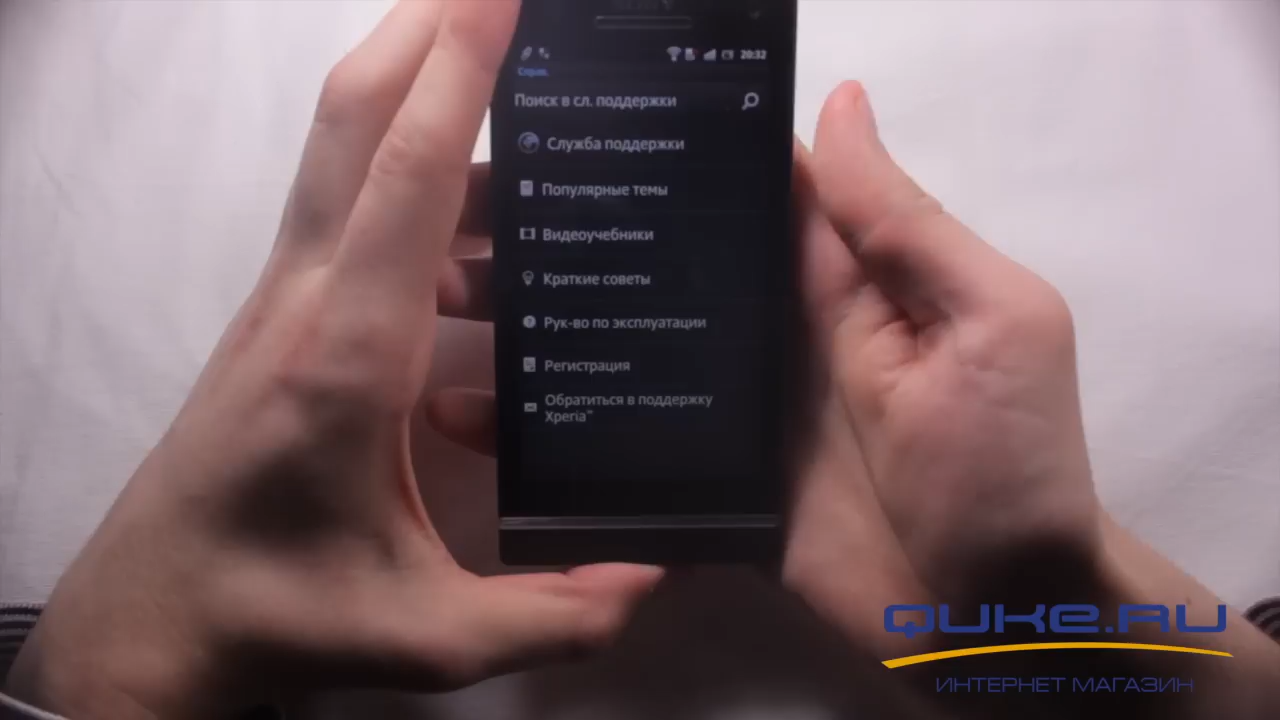 20:32
Справ.
Поиск в сл. поддержки
Служба поддержки
Популярные темы
Видеоучебники
Краткие советы
Рук-во по эксплуатации
Регистрация
Обратиться в поддержку
Xperia™
QUKE.RU
ИНТЕРНЕТ МАГАЗИН